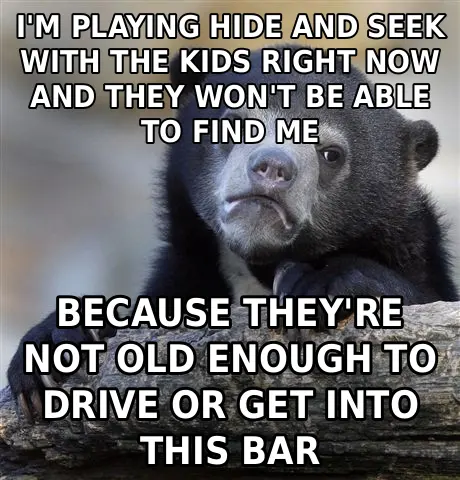 I'M PLAYING HIDE AND SEEK
WITH THE KIDS RIGHT NOW
AND THEY WON'T BE ABLE
TO FIND ME
BECAUSE THEY'RE
NOT OLD ENOUGH TO
DRIVE OR GET INTO
THIS BAR